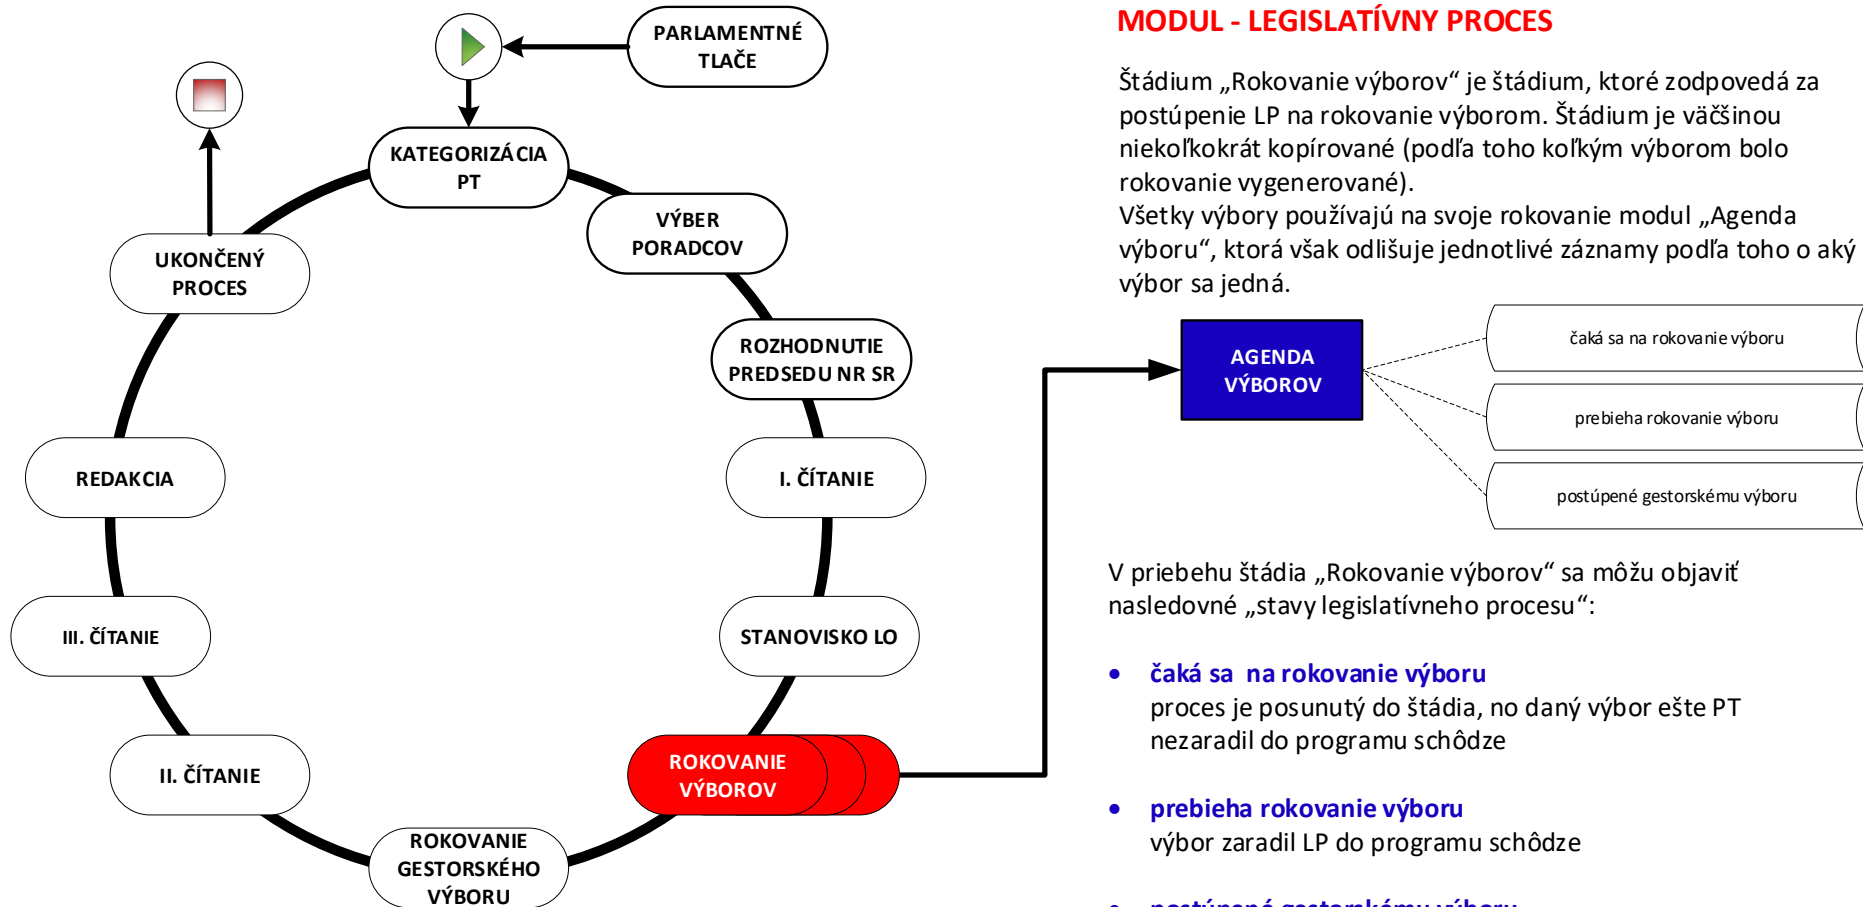 PARLAMENTNÉ
TLAČE
KATEGORIZÁCIA
PT
VÝBER
PORADCOV
ROZHODNUTIE
PREDSEDU NR SR
I. ČÍTANIE
STANOVISKO LO
ROKOVANIE
VÝBOROV
ROKOVANIE
GESTORSKÉHO
VÝBORU
II. ČÍTANIE
III. ČÍTANIE
REDAKCIA
UKONČENÝ
PROCES
MODUL - LEGISLATÍVNY PROCES
Štádium „Rokovanie výborov“ je štádium, ktoré zodpovedá za
postúpenie LP na rokovanie výborom. Štádium je väčšinou
niekoľkokrát kopírované (podľa toho koľkým výborom bolo
rokovanie vygenerované).
Všetky výbory používajú na svoje rokovanie modul „Agenda
výboru“, ktorá však odlišuje jednotlivé záznamy podľa toho o aký
výbor sa jedná.
AGENDA
VÝBOROV
čaká sa na rokovanie výboru
prebieha rokovanie výboru
postúpené gestorskému výboru
V priebehu štádia „Rokovanie výborov“ sa môžu objaviť
nasledovné „stavy legislatívneho procesu“:
• čaká sa  na rokovanie výboru
proces je posunutý do štádia, no daný výbor ešte PT
nezaradil do programu schôdze
• prebieha rokovanie výboru
výbor zaradil LP do programu schôdze
• postúpené gestorskému výboru